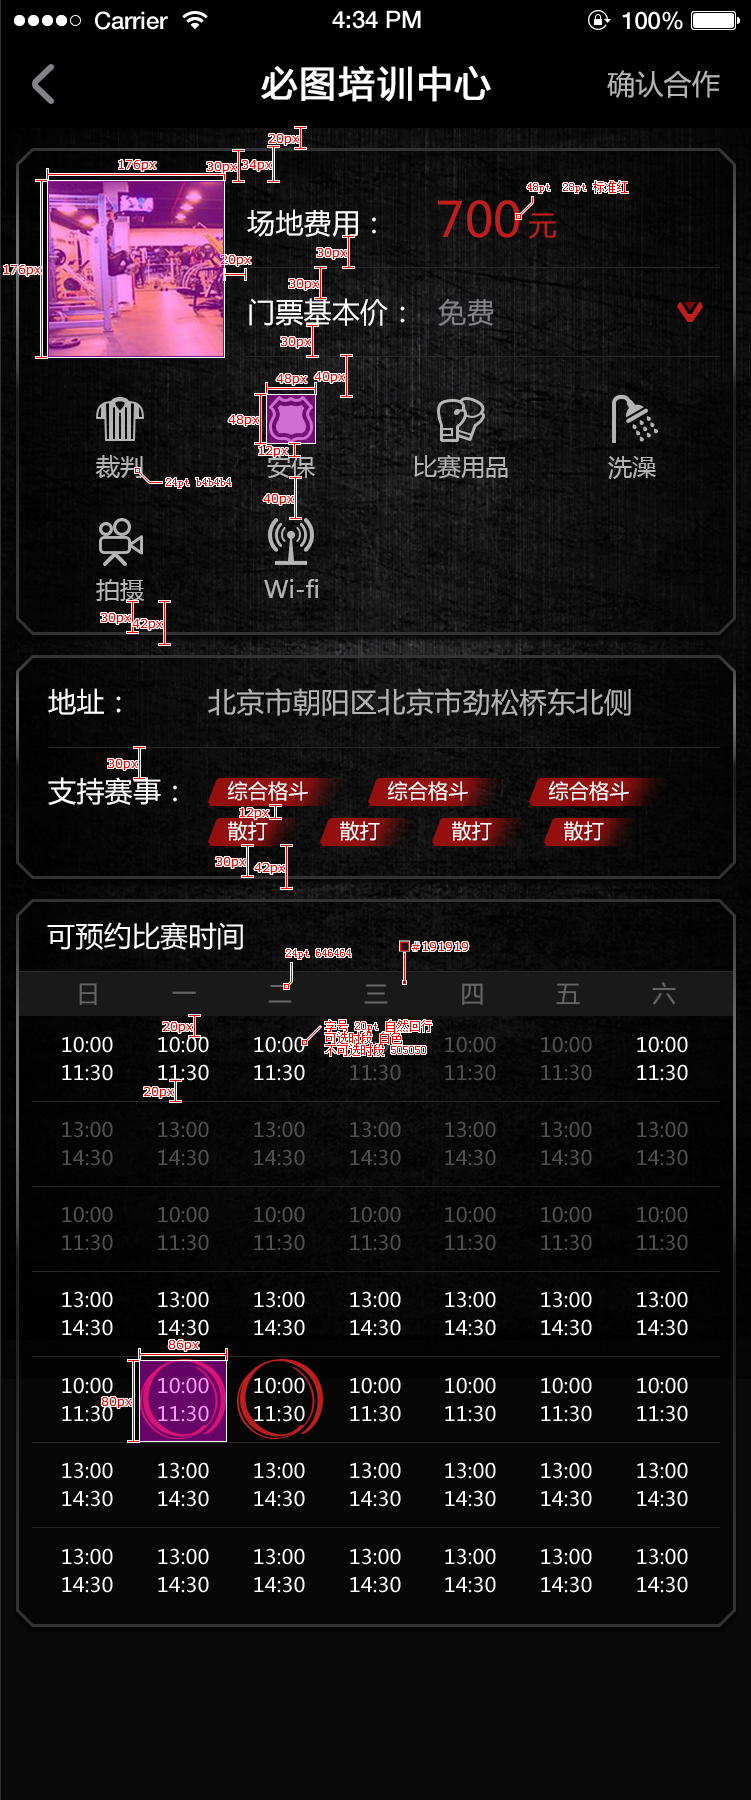 Carrier 4:34 PM 100%
必图培训中心 确认合作
20px
176px 30px 34px
48pt 28pt 标准红
场地费用： 700元
30px
20px
176px
30px
门票基本价： 免费
30px
48px 40px
48px
12px
裁判 安保 比赛用品 洗澡
24pt b4b4b4
40px
拍摄 Wi-fi
30px 42px
地址： 北京市朝阳区北京市劲松桥东北侧
30px
支持赛事： 综合格斗 综合格斗 综合格斗
12px
散打 散打 散打 散打
30px 42px
可预约比赛时间
24pt 646464 #191919
日 一 二 三 四 五 六
20px
字号 20pt 自然回行
可选时段 白色
不可选时段 505050
10:00 10:00 10:00 10:00 10:00 10:00 10:00
11:30 11:30 11:30 11:30 11:30 11:30 11:30
20px
13:00 13:00 13:00 13:00 13:00 13:00 13:00
14:30 14:30 14:30 14:30 14:30 14:30 14:30
10:00 10:00 10:00 10:00 10:00 10:00 10:00
11:30 11:30 11:30 11:30 11:30 11:30 11:30
13:00 13:00 13:00 13:00 13:00 13:00 13:00
14:30 14:30 14:30 14:30 14:30 14:30 14:30
86px
80px
10:00 10:00 10:00 10:00 10:00 10:00 10:00
11:30 11:30 11:30 11:30 11:30 11:30 11:30
13:00 13:00 13:00 13:00 13:00 13:00 13:00
14:30 14:30 14:30 14:30 14:30 14:30 14:30
13:00 13:00 13:00 13:00 13:00 13:00 13:00
14:30 14:30 14:30 14:30 14:30 14:30 14:30